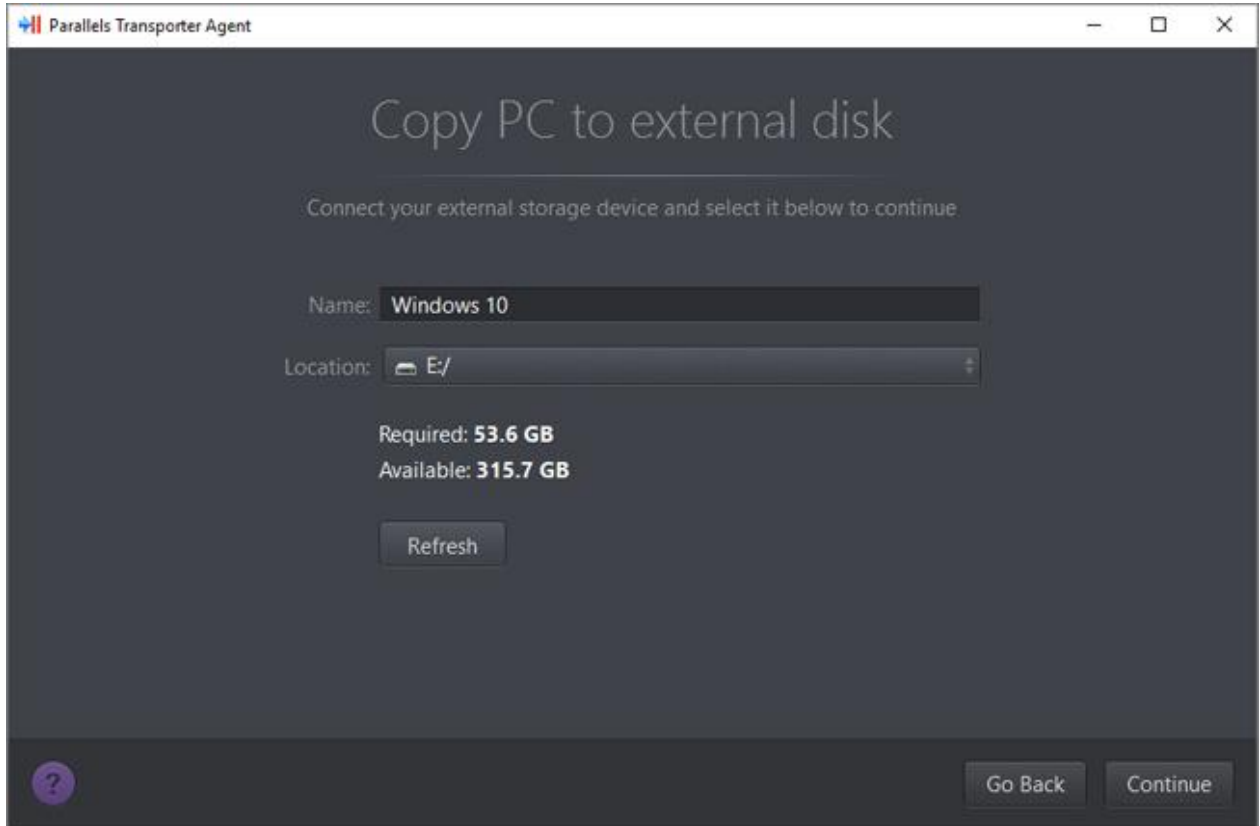 Parallels Transporter Agent
Copy PC to external disk
Connect your external storage device and select it below to continue
Name: Windows 10
Location: E:/
Required: 53.6 GB
Available: 315.7 GB
Refresh
?
Go Back Continue